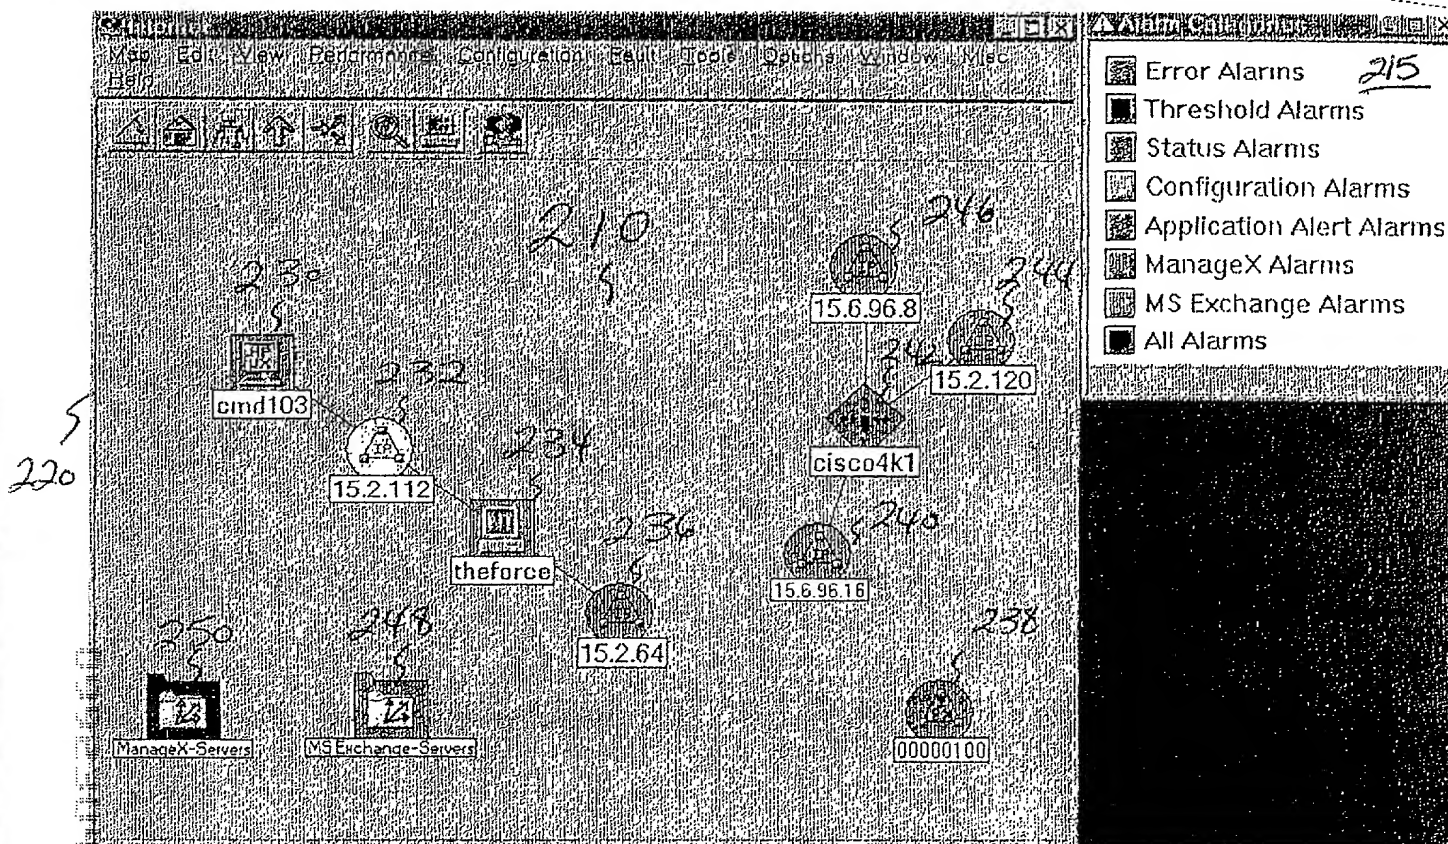 Map Edit View Performance Configuration Fault Tools Options Window Misc
Help
Error Alarms 215
Threshold Alarms
Status Alarms
Configuration Alarms
Application Alert Alarms
ManageX Alarms
MS Exchange Alarms
All Alarms
210
246
15.6.96.8
244
15.2.120
242
cisco4k1
240
15.6.96.16
230
cmd103
232
IP
15.2.112
220
234
theforce
236
15.2.64
250
ManageX-Servers
248
MS Exchange-Servers
238
00000100